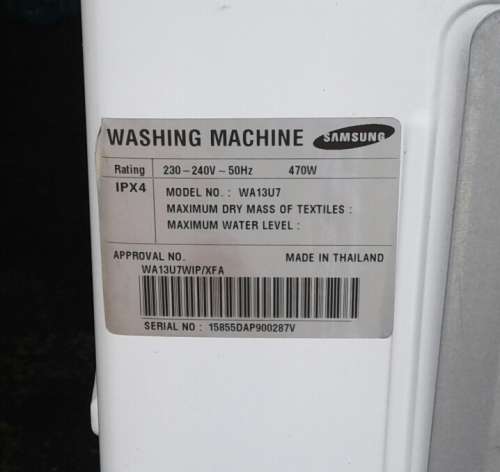 WASHING MACHINE SAMSUNG
Rating 230-240V~50Hz 470W
IPX4 MODEL NO. : WA13U7
MAXIMUM DRY MASS OF TEXTILES :
MAXIMUM WATER LEVEL :
APPROVAL NO. MADE IN THAILAND
WA13U7WIP/XFA
SERIAL NO : 15855DAP900287V